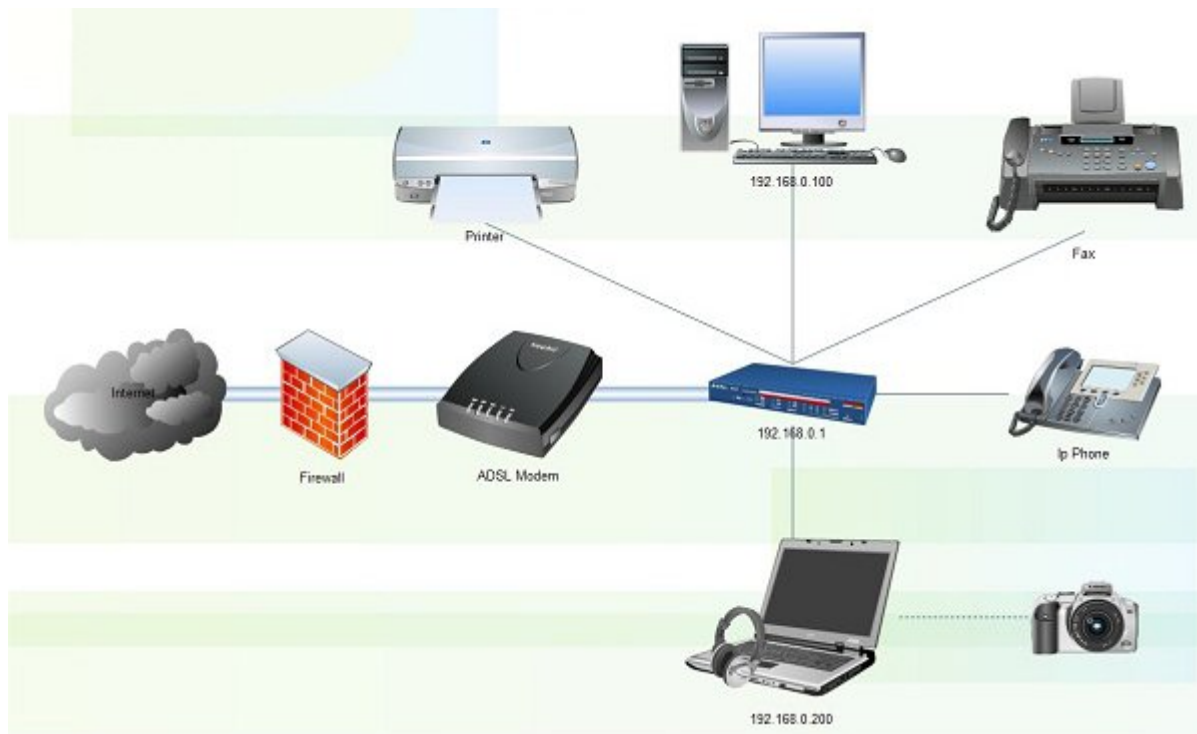 192.168.0.100
Printer
Fax
Internet
192.168.0.1
Firewall
ADSL Modem
Ip Phone
192.168.0.200